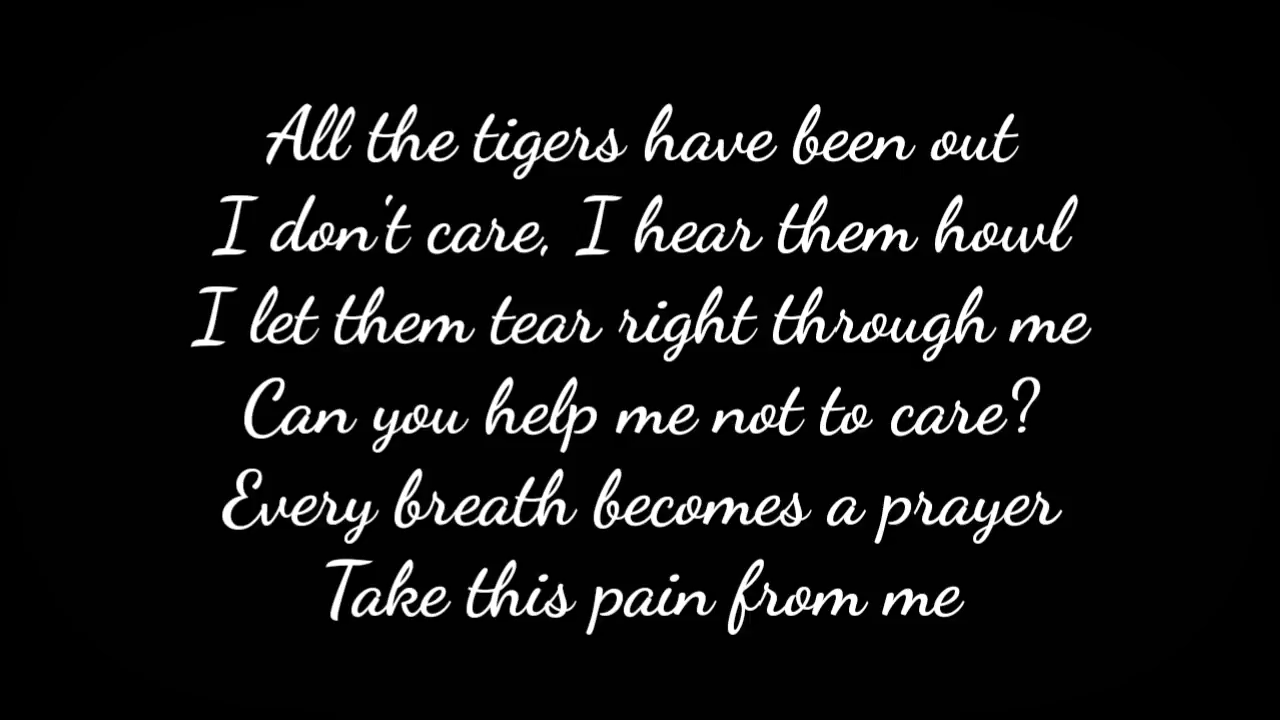 All the tigers have been out
I don't care, I hear them howl
I let them tear right through me
Can you help me not to care?
Every breath becomes a prayer
Take this pain from me